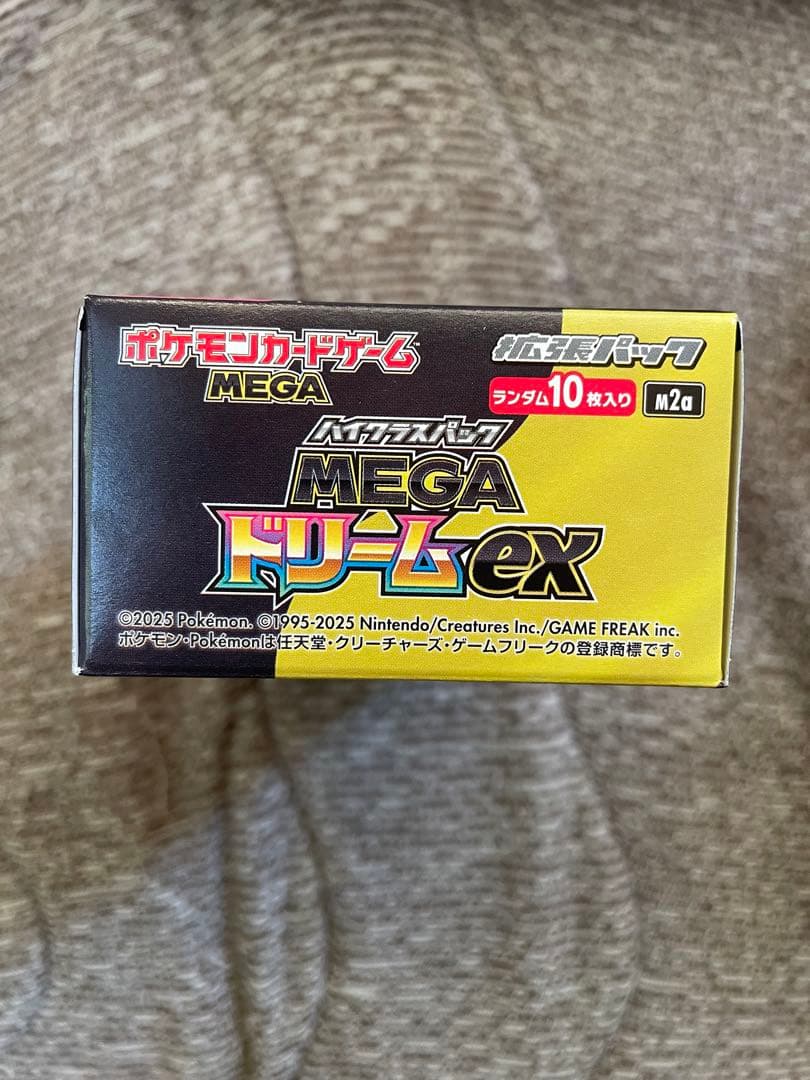 ポケモンカードゲーム
MEGA
拡張パック
ランダム10枚入り
M2a
ハイクラスパック
MEGA
ドリームex
©2025 Pokémon. ©1995-2025 Nintendo/Creatures Inc./GAME FREAK inc.
ポケモン・Pokémonは任天堂・クリーチャーズ・ゲームフリークの登録商標です。